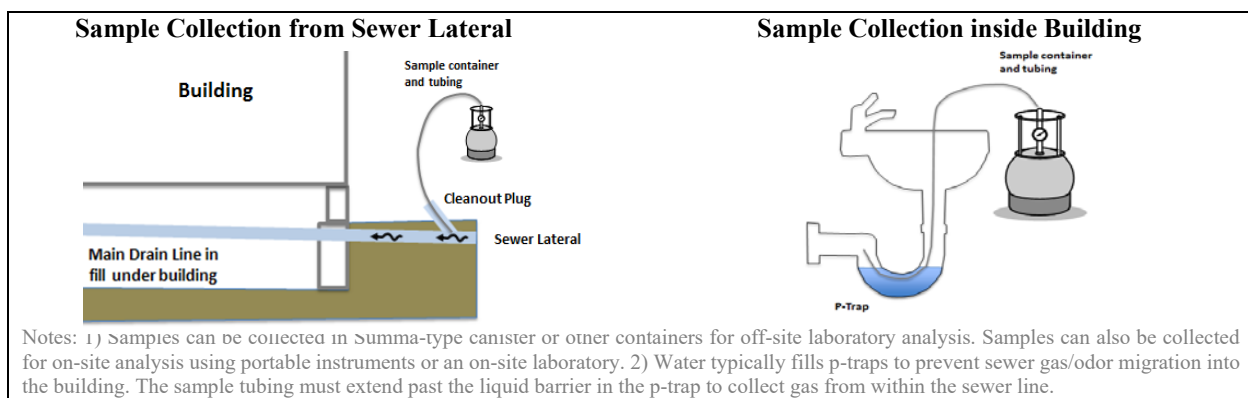 Sample Collection from Sewer Lateral
Sample container
and tubing
Building
Cleanout Plug
Sewer Lateral
Main Drain Line in
fill under building
Sample Collection inside Building
Sample container
and tubing
P-Trap
Notes: 1) Samples can be collected in Summa-type canister or other containers for off-site laboratory analysis. Samples can also be collected
for on-site analysis using portable instruments or an on-site laboratory. 2) Water typically fills p-traps to prevent sewer gas/odor migration into
the building. The sample tubing must extend past the liquid barrier in the p-trap to collect gas from within the sewer line.